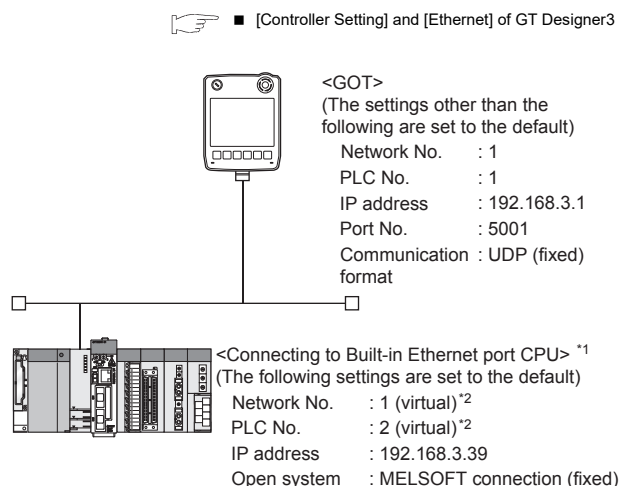 ■ [Controller Setting] and [Ethernet] of GT Designer3
<GOT>
(The settings other than the
following are set to the default)
Network No. : 1
PLC No. : 1
IP address : 192.168.3.1
Port No. : 5001
Communication : UDP (fixed)
format
<Connecting to Built-in Ethernet port CPU> *1
(The following settings are set to the default)
Network No. : 1 (virtual)*2
PLC No. : 2 (virtual)*2
IP address : 192.168.3.39
Open system : MELSOFT connection (fixed)